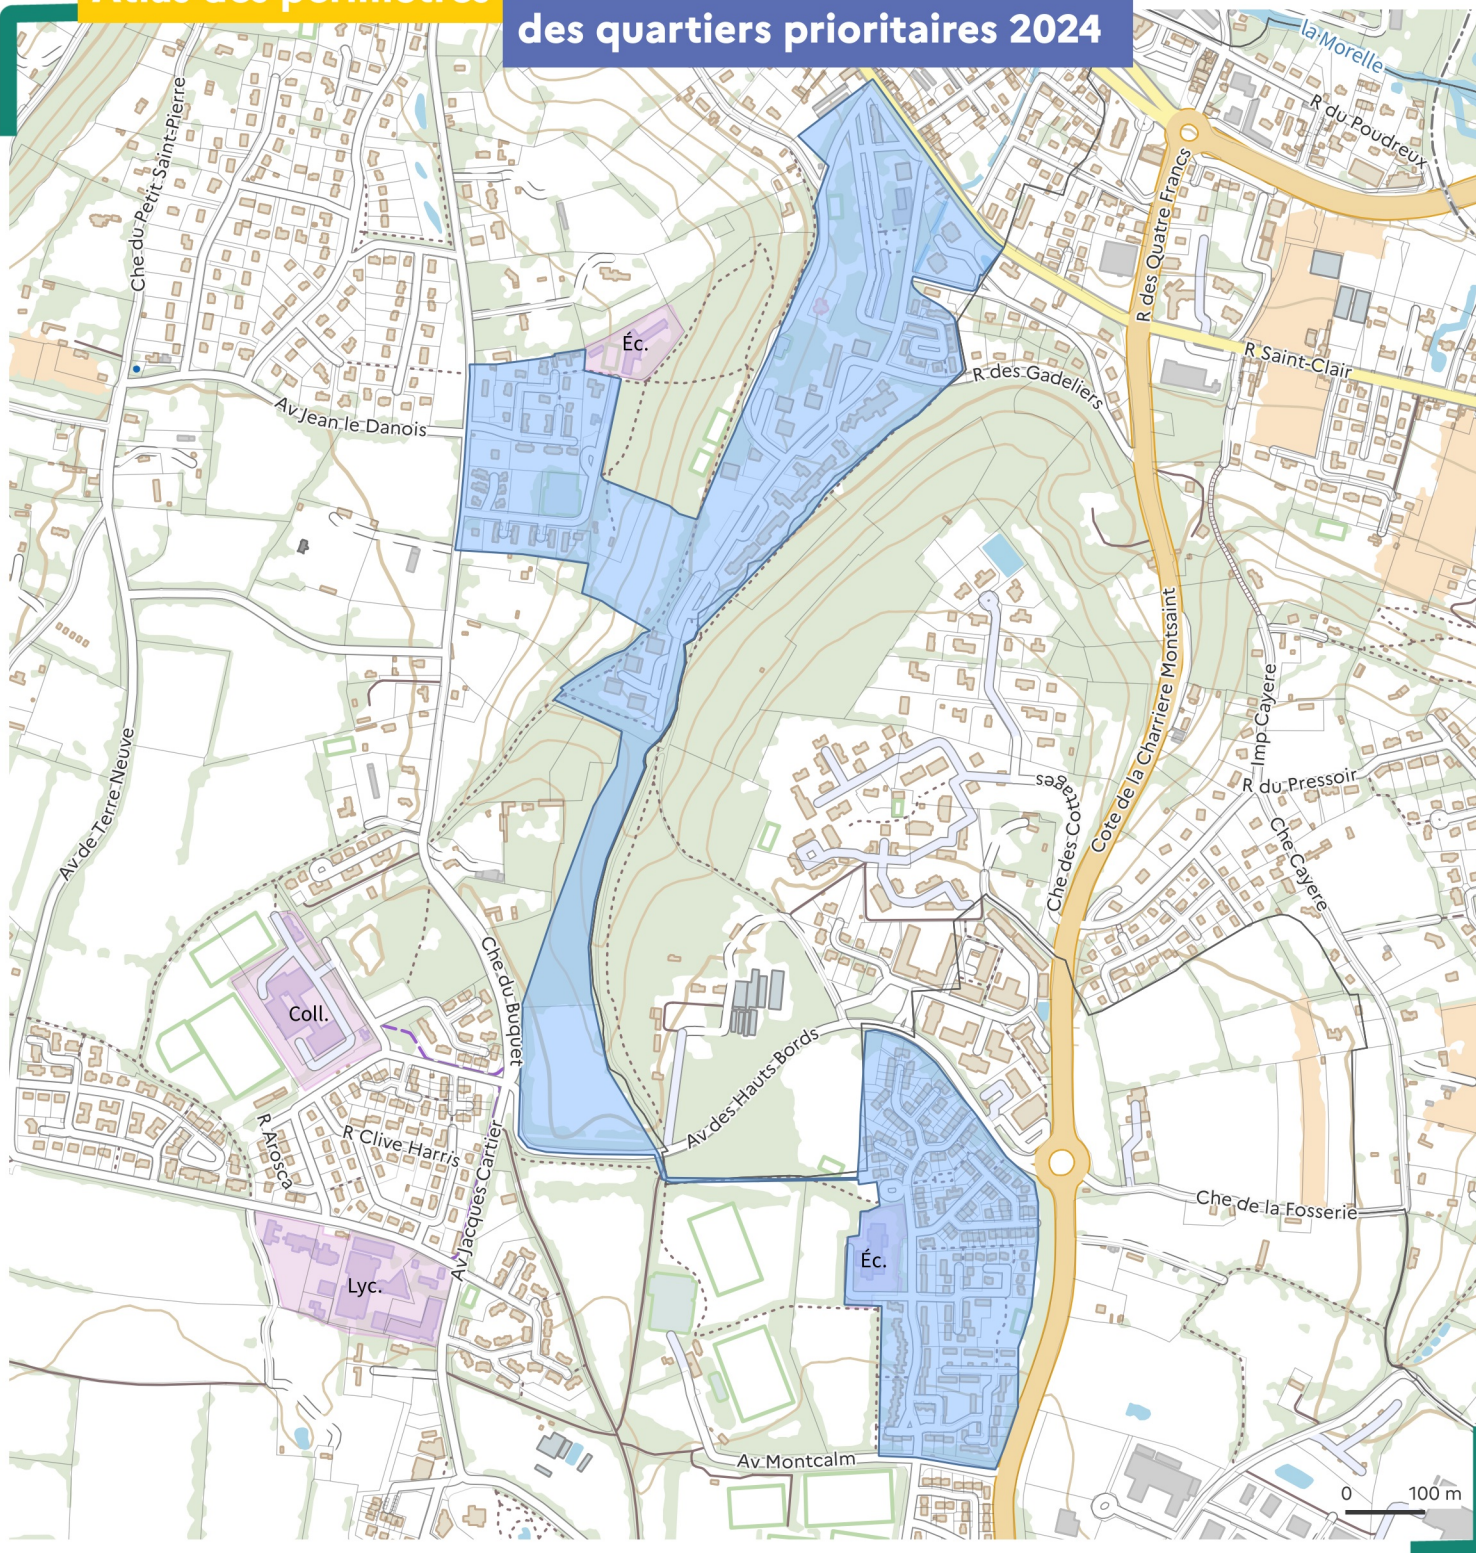 Atlas des périmètres
des quartiers prioritaires 2024
la Morelle
R du Poudreux
Che du Petit Saint-Pierre
R des Quatre Francs
Éc.
R Saint-Clair
R des Gadeliers
Av Jean le Danois
Cote de la Charriere Montsaint
Imp Cayere
Av de Terre Neuve
R du Pressoir
Che des Cottages
Che Cayere
Che du Buquet
Coll.
Av des Hauts Bords
R Arosca
R Clive Harris
Av Jacques Cartier
Che de la Fosserie
Éc.
Lyc.
Av Montcalm
0 100 m